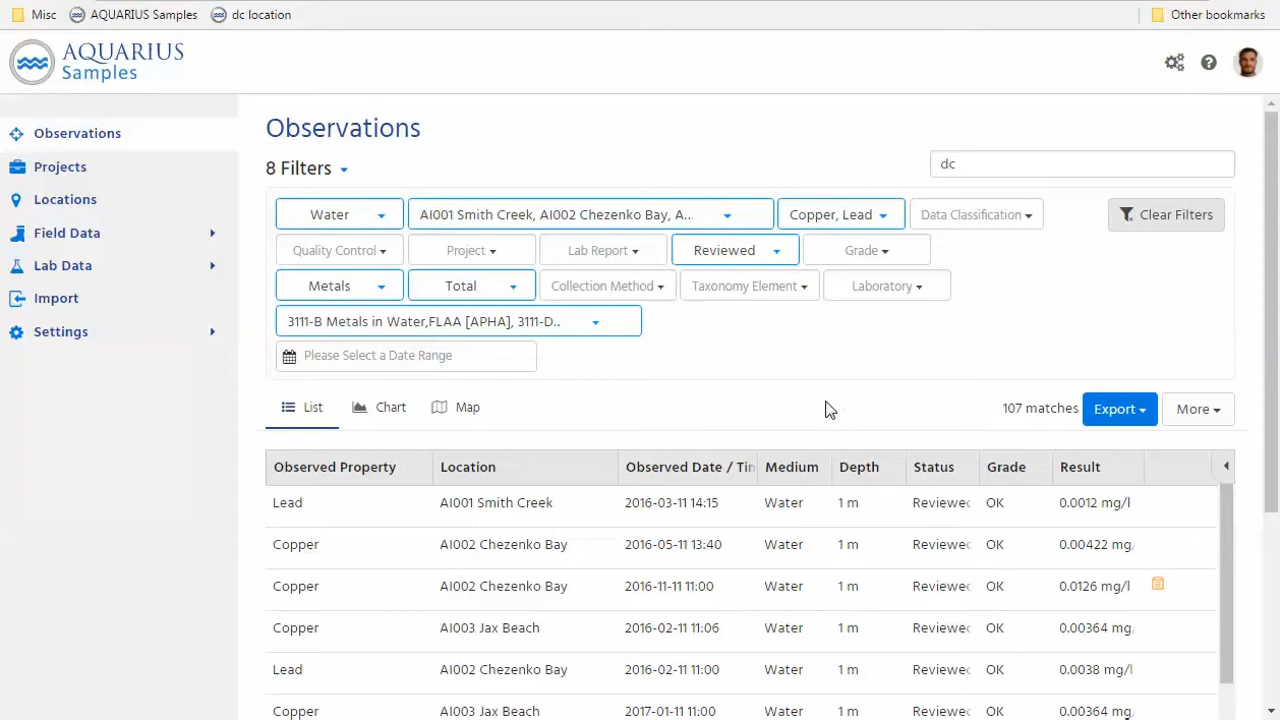 Misc AQUARIUS Samples dc location Other bookmarks
AQUARIUS
Samples
Observations
Projects
Locations
Field Data
Lab Data
Import
Settings
Observations
8 Filters
dc
Water AI001 Smith Creek, AI002 Chezenko Bay, A... Copper, Lead Data Classification Clear Filters
Quality Control Project Lab Report Reviewed Grade
Metals Total Collection Method Taxonomy Element Laboratory
3111-B Metals in Water,FLAA [APHA], 3111-D..
Please Select a Date Range
List Chart Map 107 matches Export More
Observed Property Location Observed Date / Tin Medium Depth Status Grade Result
Lead AI001 Smith Creek 2016-03-11 14:15 Water 1 m Reviewec OK 0.0012 mg/l
Copper AI002 Chezenko Bay 2016-05-11 13:40 Water 1 m Reviewec OK 0.00422 mg,
Copper AI002 Chezenko Bay 2016-11-11 11:00 Water 1 m Reviewec OK 0.0126 mg/l
Copper AI003 Jax Beach 2016-02-11 11:06 Water 1 m Reviewec OK 0.00364 mg,
Lead AI002 Chezenko Bay 2016-02-11 11:00 Water 1 m Reviewec OK 0.0038 mg/l
Copper AI003 Jax Beach 2017-01-11 11:00 Water 1 m Reviewec OK 0.00364 mg,